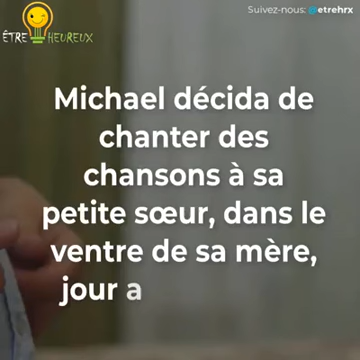 Suivez-nous: @etrehrx
ÊTRE HEUREUX
Michael décida de
chanter des
chansons à sa
petite sœur, dans le
ventre de sa mère,
jour a